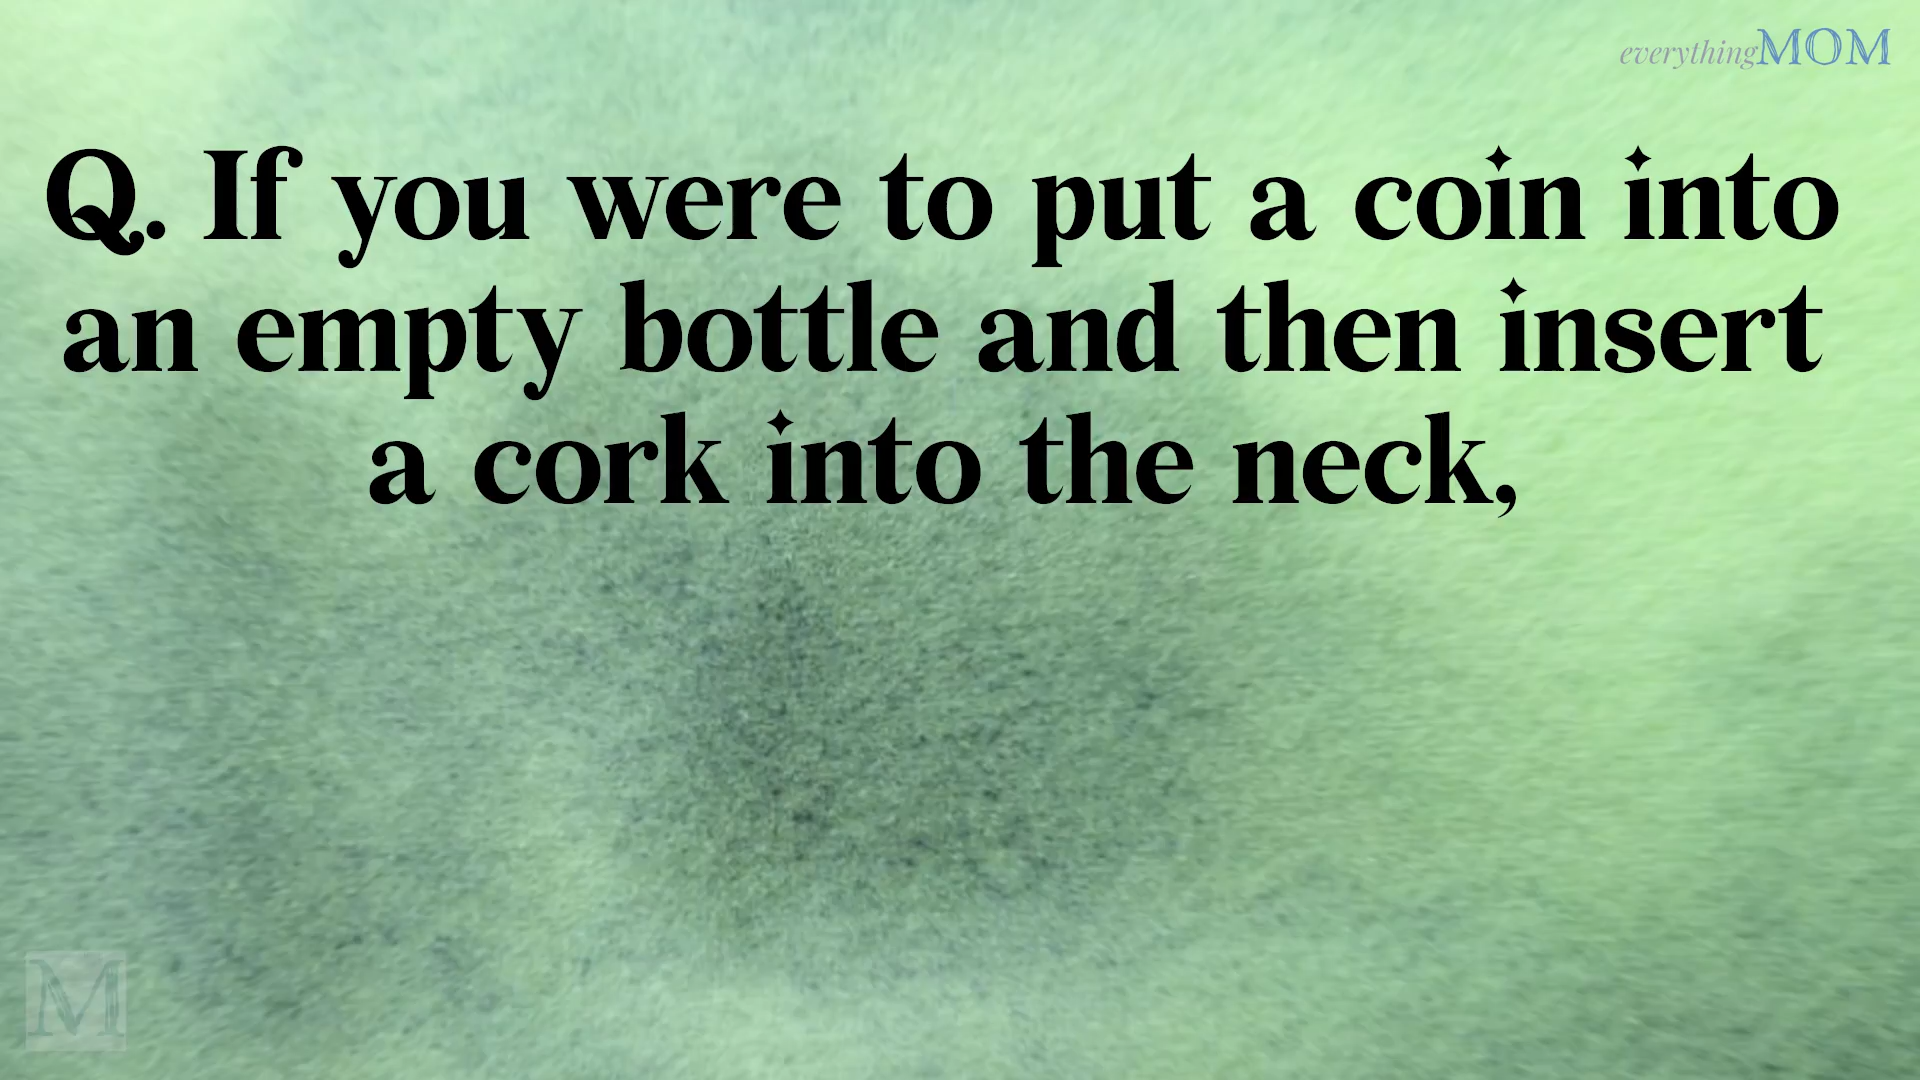 everythingMOM
Q. If you were to put a coin into
an empty bottle and then insert
a cork into the neck,
M